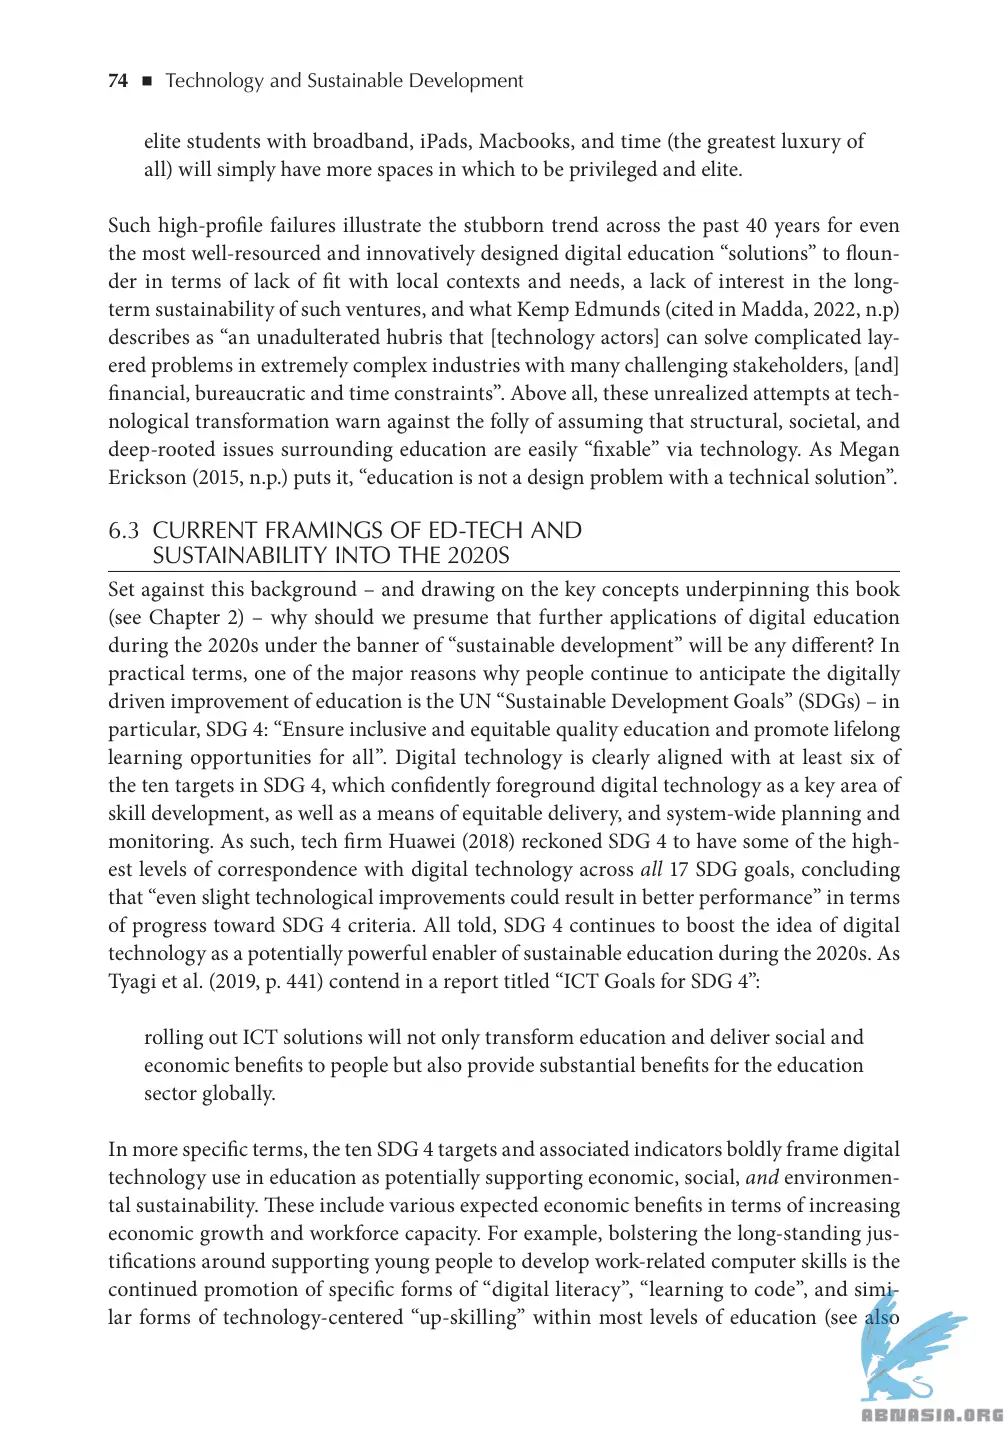 74 ■ Technology and Sustainable Development
elite students with broadband, iPads, Macbooks, and time (the greatest luxury of
all) will simply have more spaces in which to be privileged and elite.
Such high-profile failures illustrate the stubborn trend across the past 40 years for even
the most well-resourced and innovatively designed digital education “solutions” to floun-
der in terms of lack of fit with local contexts and needs, a lack of interest in the long-
term sustainability of such ventures, and what Kemp Edmunds (cited in Madda, 2022, n.p)
describes as “an unadulterated hubris that [technology actors] can solve complicated lay-
ered problems in extremely complex industries with many challenging stakeholders, [and]
financial, bureaucratic and time constraints”. Above all, these unrealized attempts at tech-
nological transformation warn against the folly of assuming that structural, societal, and
deep-rooted issues surrounding education are easily “fixable” via technology. As Megan
Erickson (2015, n.p.) puts it, “education is not a design problem with a technical solution”.
6.3 CURRENT FRAMINGS OF ED-TECH AND
SUSTAINABILITY INTO THE 2020S
Set against this background – and drawing on the key concepts underpinning this book
(see Chapter 2) – why should we presume that further applications of digital education
during the 2020s under the banner of “sustainable development” will be any different? In
practical terms, one of the major reasons why people continue to anticipate the digitally
driven improvement of education is the UN “Sustainable Development Goals” (SDGs) – in
particular, SDG 4: “Ensure inclusive and equitable quality education and promote lifelong
learning opportunities for all”. Digital technology is clearly aligned with at least six of
the ten targets in SDG 4, which confidently foreground digital technology as a key area of
skill development, as well as a means of equitable delivery, and system-wide planning and
monitoring. As such, tech firm Huawei (2018) reckoned SDG 4 to have some of the high-
est levels of correspondence with digital technology across all 17 SDG goals, concluding
that “even slight technological improvements could result in better performance” in terms
of progress toward SDG 4 criteria. All told, SDG 4 continues to boost the idea of digital
technology as a potentially powerful enabler of sustainable education during the 2020s. As
Tyagi et al. (2019, p. 441) contend in a report titled “ICT Goals for SDG 4”:
rolling out ICT solutions will not only transform education and deliver social and
economic benefits to people but also provide substantial benefits for the education
sector globally.
In more specific terms, the ten SDG 4 targets and associated indicators boldly frame digital
technology use in education as potentially supporting economic, social, and environmen-
tal sustainability. These include various expected economic benefits in terms of increasing
economic growth and workforce capacity. For example, bolstering the long-standing jus-
tifications around supporting young people to develop work-related computer skills is the
continued promotion of specific forms of “digital literacy”, “learning to code”, and simi-
lar forms of technology-centered “up-skilling” within most levels of education (see also
ABNASIA.ORG